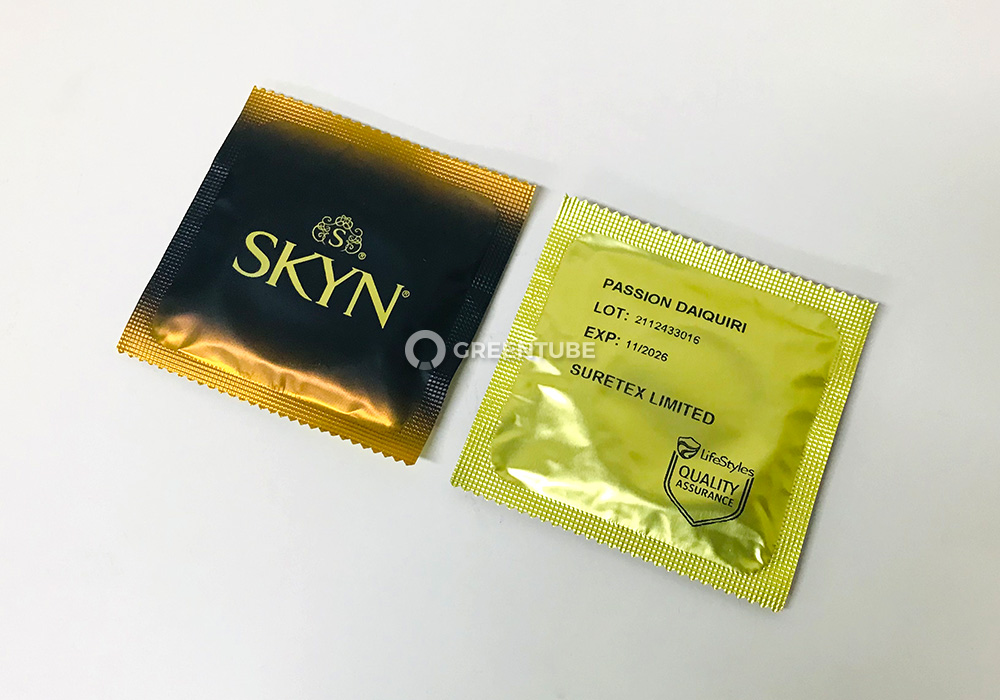 S
SKYN®
PASSION DAIQUIRI
LOT: 2112433016
EXP: 11/2026
SURETEX LIMITED
LifeStyles
QUALITY
ASSURANCE
GREENTUBE